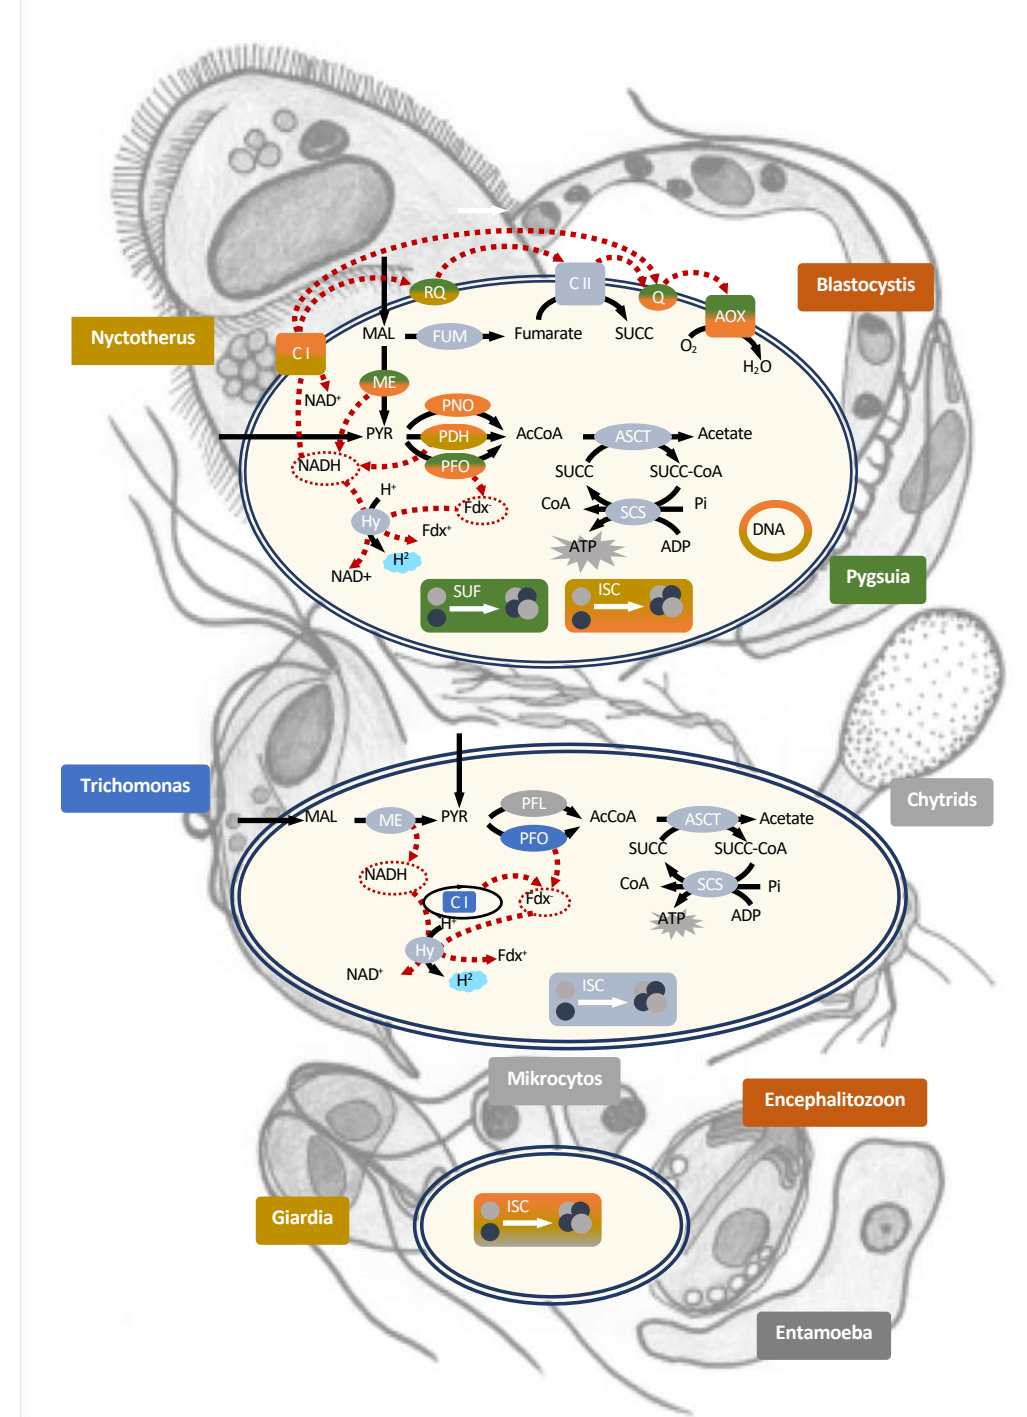 Blastocystis
Nyctotherus
C II
RQ
Q
AOX
MAL
FUM
Fumarate
SUCC
O2
H2O
C I
ME
NAD+
PNO
PYR
PDH
AcCoA
ASCT
Acetate
NADH
PFO
SUCC
SUCC-CoA
H+
Fdx-
CoA
SCS
Pi
Hy
Fdx+
DNA
H2
ATP
ADP
NAD+
SUF
ISC
Pygsuia
Trichomonas
Chytrids
PFL
MAL
ME
PYR
AcCoA
ASCT
Acetate
PFO
SUCC
SUCC-CoA
NADH
CoA
SCS
Pi
C I
Fdx-
H+
ATP
ADP
Hy
Fdx+
NAD+
H2
ISC
Mikrocytos
Encephalitozoon
ISC
Giardia
Entamoeba